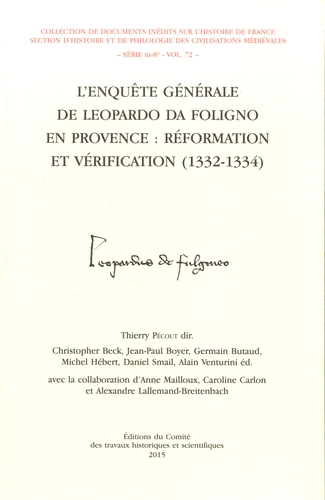 COLLECTION DE DOCUMENTS INÉDITS SUR L'HISTOIRE DE FRANCE
SECTION D'HISTOIRE ET DE PHILOLOGIE DES CIVILISATIONS MÉDIÉVALES
– SÉRIE in-8° - VOL. 72 –
L'ENQUÊTE GÉNÉRALE
DE LEOPARDO DA FOLIGNO
EN PROVENCE : RÉFORMATION
ET VÉRIFICATION (1332-1334)
Leopardus de fulgineo
Thierry PÉCOUT dir.
Christopher Beck, Jean-Paul Boyer, Germain Butaud,
Michel Hébert, Daniel Smail, Alain Venturini éd.
avec la collaboration d'Anne Mailloux, Caroline Carlon
et Alexandre Lallemand-Breitenbach
Éditions du Comité
des travaux historiques et scientifiques
2015